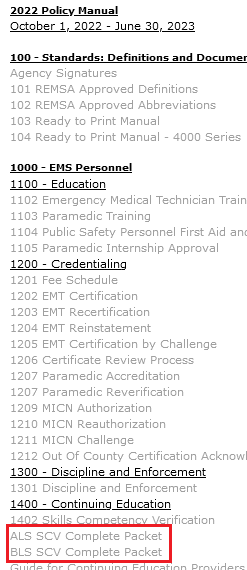 2022 Policy Manual
October 1, 2022 - June 30, 2023
100 - Standards: Definitions and Documen
Agency Signatures
101 REMSA Approved Definitions
102 REMSA Approved Abbreviations
103 Ready to Print Manual
104 Ready to Print Manual - 4000 Series
1000 - EMS Personnel
1100 - Education
1102 Emergency Medical Technician Train
1103 Paramedic Training
1104 Public Safety Personnel First Aid and
1105 Paramedic Internship Approval
1200 - Credentialing
1201 Fee Schedule
1202 EMT Certification
1203 EMT Recertification
1204 EMT Reinstatement
1205 EMT Certification by Challenge
1206 Certificate Review Process
1207 Paramedic Accreditation
1207 Paramedic Reverification
1209 MICN Authorization
1210 MICN Reauthorization
1211 MICN Challenge
1212 Out Of County Certification Acknowl
1300 - Discipline and Enforcement
1301 Discipline and Enforcement
1400 - Continuing Education
1402 Skills Competency Verification
ALS SCV Complete Packet
BLS SCV Complete Packet
Guide for Continuing Education Providers